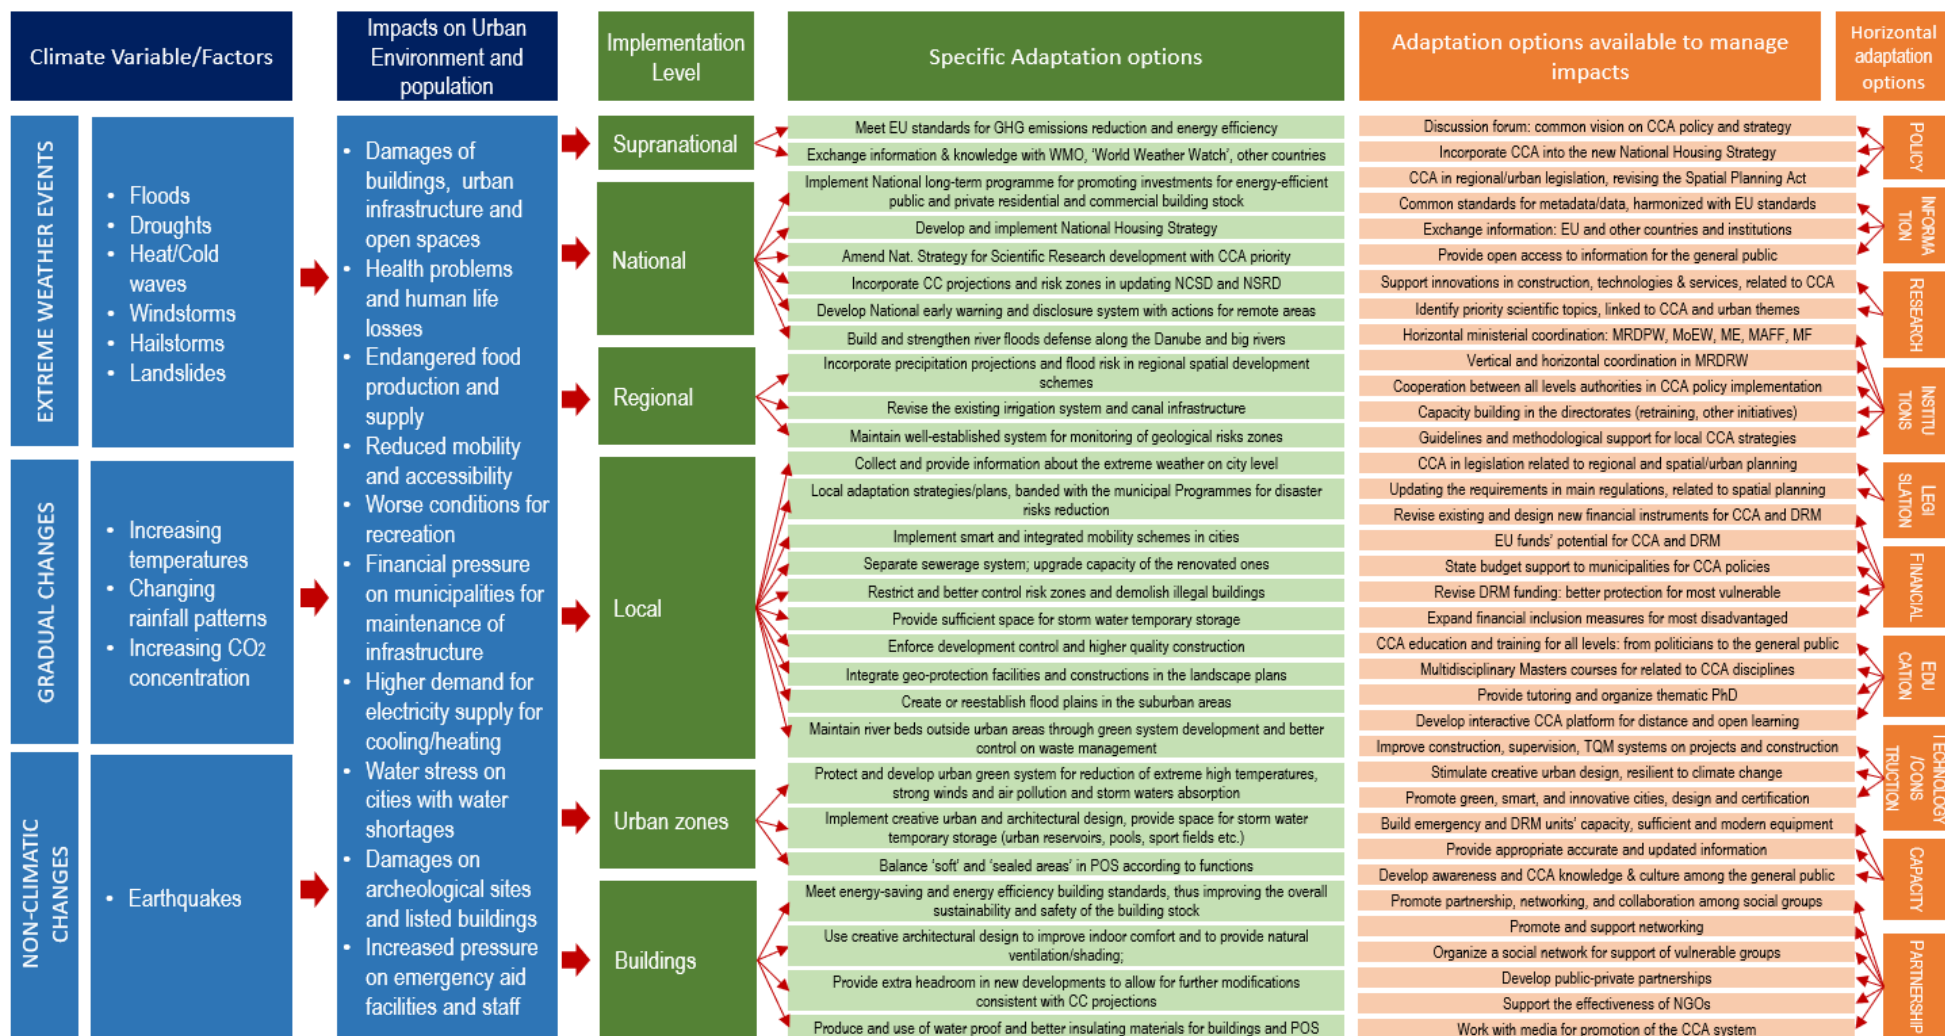 Climate Variable/Factors
Impacts on Urban
Environment and
population
Implementation
Level
Specific Adaptation options
Adaptation options available to manage
impacts
Horizontal
adaptation
options
EXTREME WEATHER EVENTS
• Floods
• Droughts
• Heat/Cold
waves
• Windstorms
• Hailstorms
• Landslides
GRADUAL CHANGES
• Increasing
temperatures
• Changing
rainfall patterns
• Increasing CO2
concentration
NON-CLIMATIC
CHANGES
• Earthquakes
• Damages of
buildings, urban
infrastructure and
open spaces
• Health problems
and human life
losses
• Endangered food
production and
supply
• Reduced mobility
and accessibility
• Worse conditions for
recreation
• Financial pressure
on municipalities for
maintenance of
infrastructure
• Higher demand for
electricity supply for
cooling/heating
• Water stress on
cities with water
shortages
• Damages on
archeological sites
and listed buildings
• Increased pressure
on emergency aid
facilities and staff
Supranational
Meet EU standards for GHG emissions reduction and energy efficiency
Exchange information & knowledge with WMO, ‘World Weather Watch’, other countries
National
Implement National long-term programme for promoting investments for energy-efficient
public and private residential and commercial building stock
Develop and implement National Housing Strategy
Amend Nat. Strategy for Scientific Research development with CCA priority
Incorporate CC projections and risk zones in updating NCSD and NSRD
Develop National early warning and disclosure system with actions for remote areas
Build and strengthen river floods defense along the Danube and big rivers
Regional
Incorporate precipitation projections and flood risk in regional spatial development
schemes
Revise the existing irrigation system and canal infrastructure
Maintain well-established system for monitoring of geological risks zones
Local
Collect and provide information about the extreme weather on city level
Local adaptation strategies/plans, banded with the municipal Programmes for disaster
risks reduction
Implement smart and integrated mobility schemes in cities
Separate sewerage system; upgrade capacity of the renovated ones
Restrict and better control risk zones and demolish illegal buildings
Provide sufficient space for storm water temporary storage
Enforce development control and higher quality construction
Integrate geo-protection facilities and constructions in the landscape plans
Create or reestablish flood plains in the suburban areas
Maintain river beds outside urban areas through green system development and better
control on waste management
Urban zones
Protect and develop urban green system for reduction of extreme high temperatures,
strong winds and air pollution and storm waters absorption
Implement creative urban and architectural design, provide space for storm water
temporary storage (urban reservoirs, pools, sport fields etc.)
Balance ‘soft’ and ‘sealed areas’ in POS according to functions
Buildings
Meet energy-saving and energy efficiency building standards, thus improving the overall
sustainability and safety of the building stock
Use creative architectural design to improve indoor comfort and to provide natural
ventilation/shading;
Provide extra headroom in new developments to allow for further modifications
consistent with CC projections
Produce and use of water proof and better insulating materials for buildings and POS
Discussion forum: common vision on CCA policy and strategy
Incorporate CCA into the new National Housing Strategy
CCA in regional/urban legislation, revising the Spatial Planning Act
POLICY
Common standards for metadata/data, harmonized with EU standards
Exchange information: EU and other countries and institutions
Provide open access to information for the general public
INFORMA
TION
Support innovations in construction, technologies & services, related to CCA
Identify priority scientific topics, linked to CCA and urban themes
RESEARCH
Horizontal ministerial coordination: MRDPW, MoEW, ME, MAFF, MF
Vertical and horizontal coordination in MRDRW
Cooperation between all levels authorities in CCA policy implementation
Capacity building in the directorates (retraining, other initiatives)
Guidelines and methodological support for local CCA strategies
INSTITU
TIONS
CCA in legislation related to regional and spatial/urban planning
Updating the requirements in main regulations, related to spatial planning
LEGI
SLATION
Revise existing and design new financial instruments for CCA and DRM
EU funds’ potential for CCA and DRM
State budget support to municipalities for CCA policies
Revise DRM funding: better protection for most vulnerable
Expand financial inclusion measures for most disadvantaged
FINANCIAL
CCA education and training for all levels: from politicians to the general public
Multidisciplinary Masters courses for related to CCA disciplines
Provide tutoring and organize thematic PhD
Develop interactive CCA platform for distance and open learning
EDU
CATION
Improve construction, supervision, TQM systems on projects and construction
Stimulate creative urban design, resilient to climate change
Promote green, smart, and innovative cities, design and certification
TECHNOLOGY
/CONS
TRUCTION
Build emergency and DRM units’ capacity, sufficient and modern equipment
Provide appropriate accurate and updated information
Develop awareness and CCA knowledge & culture among the general public
CAPACITY
Promote partnership, networking, and collaboration among social groups
Promote and support networking
Organize a social network for support of vulnerable groups
Develop public-private partnerships
Support the effectiveness of NGOs
Work with media for promotion of the CCA system
PARTNERSHIP